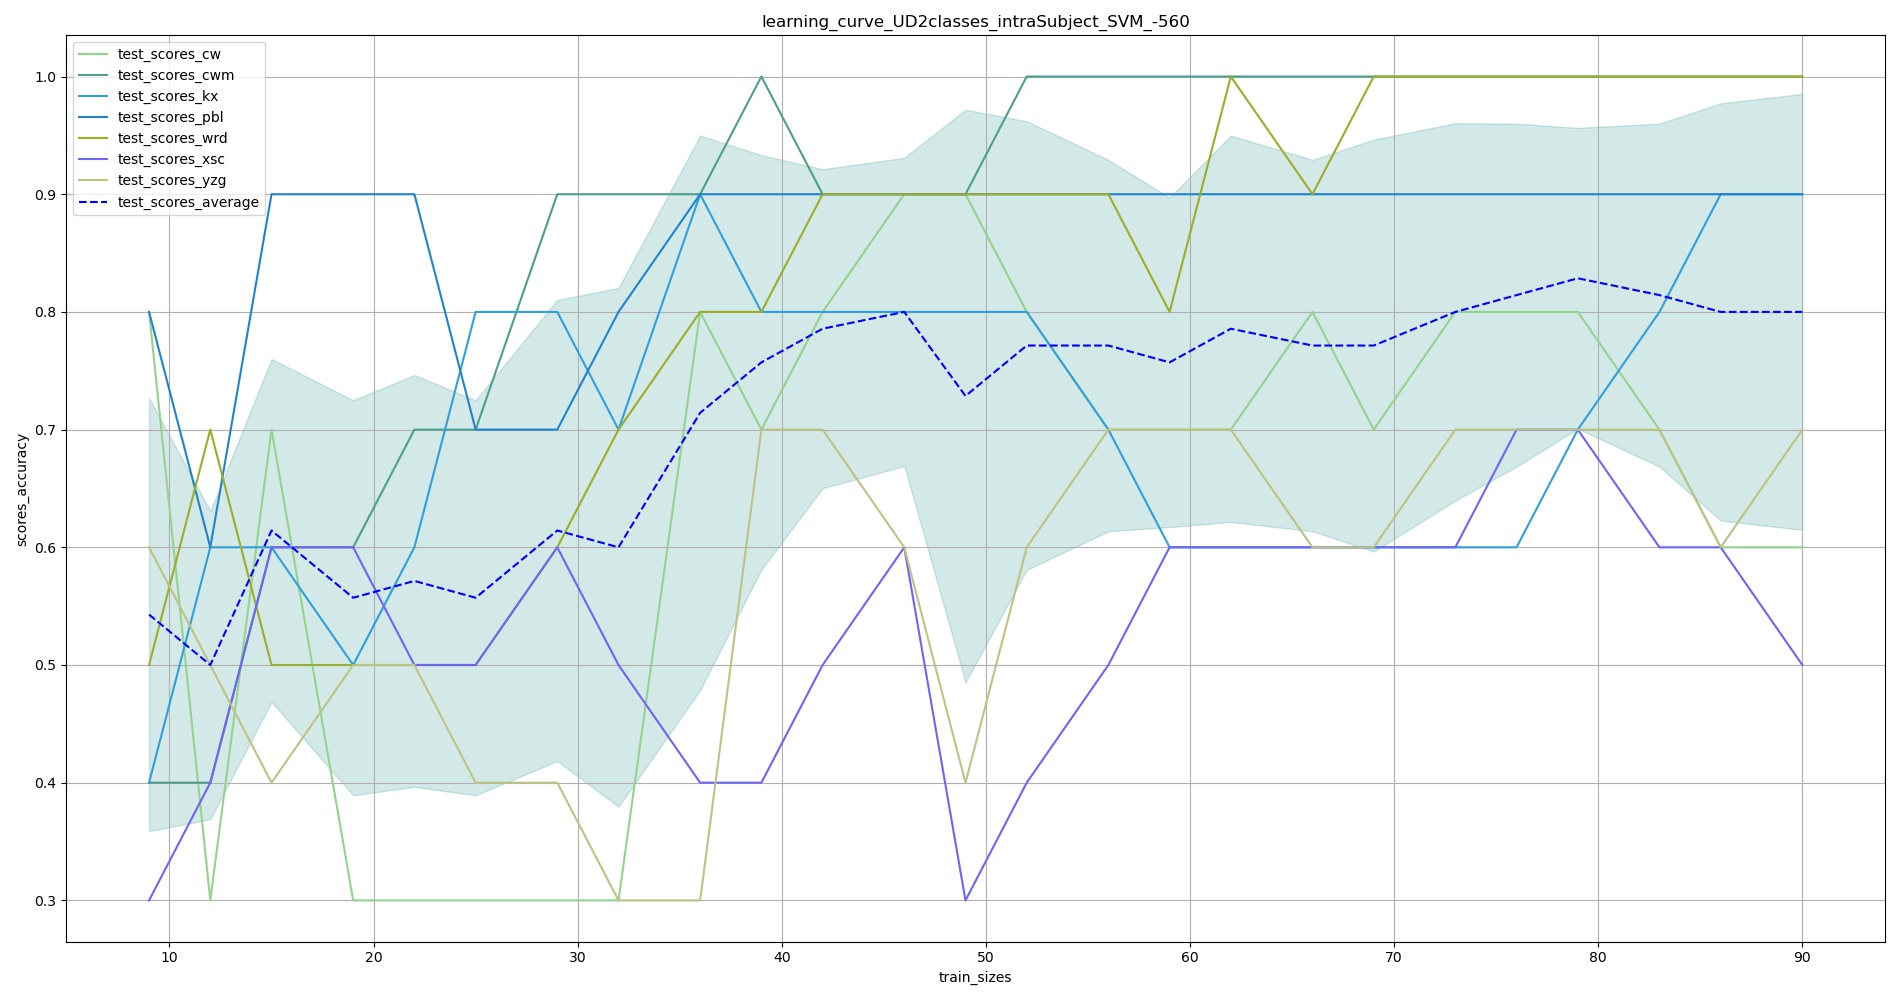 learning_curve_UD2classes_intraSubject_SVM_-560
test_scores_cw
test_scores_cwm
test_scores_kx
test_scores_pbl
test_scores_wrd
test_scores_xsc
test_scores_yzg
test_scores_average
scores_accuracy
1.0
0.9
0.8
0.7
0.6
0.5
0.4
0.3
10 20 30 40 50 60 70 80 90
train_sizes